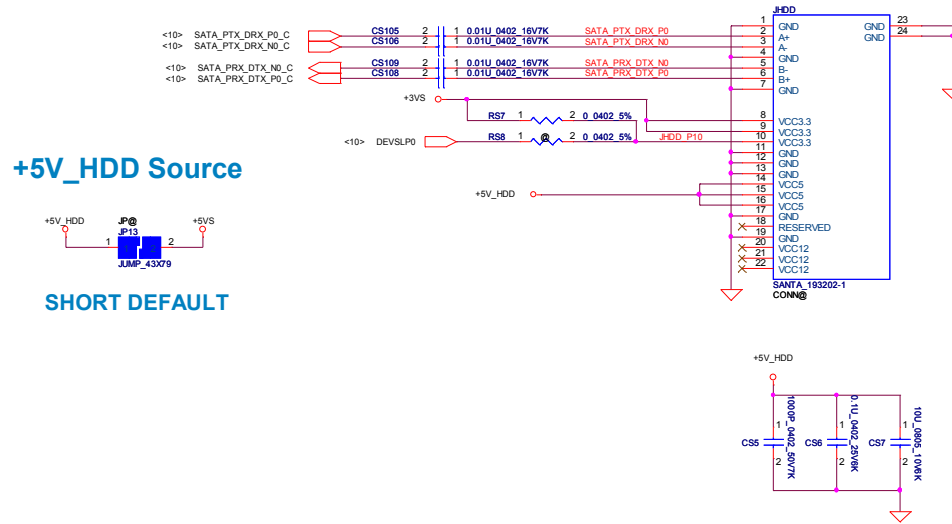 JHDD
<10> SATA_PTX_DRX_P0_C CS105 2 1 0.01U_0402_16V7K SATA_PTX_DRX_P0
<10> SATA_PTX_DRX_N0_C CS106 2 1 0.01U_0402_16V7K SATA_PTX_DRX_N0
<10> SATA_PRX_DTX_N0_C CS109 2 1 0.01U_0402_16V7K SATA_PRX_DTX_N0
<10> SATA_PRX_DTX_P0_C CS108 2 1 0.01U_0402_16V7K SATA_PRX_DTX_P0
1 GND
2 A+
3 A-
4 GND
5 B-
6 B+
7 GND
GND 23
GND 24
+3VS
RS7 1 2 0_0402_5%
<10> DEVSLP0 RS8 1 @ 2 0_0402_5% JHDD_P10
8 VCC3.3
9 VCC3.3
10 VCC3.3
11 GND
12 GND
13 GND
14 VCC5
+5V_HDD
15 VCC5
16 VCC5
17 GND
18 RESERVED
19 GND
20 VCC12
21 VCC12
22 VCC12
SANTA_193202-1
CONN@
+5V_HDD Source
+5V_HDD JP@ +5VS
JP13
1 2
JUMP_43X79
SHORT DEFAULT
+5V_HDD
CS5 1 2 1000P_0402_50V7K
CS6 1 2 0.1U_0402_25V6K
CS7 1 2 10U_0805_10V6K